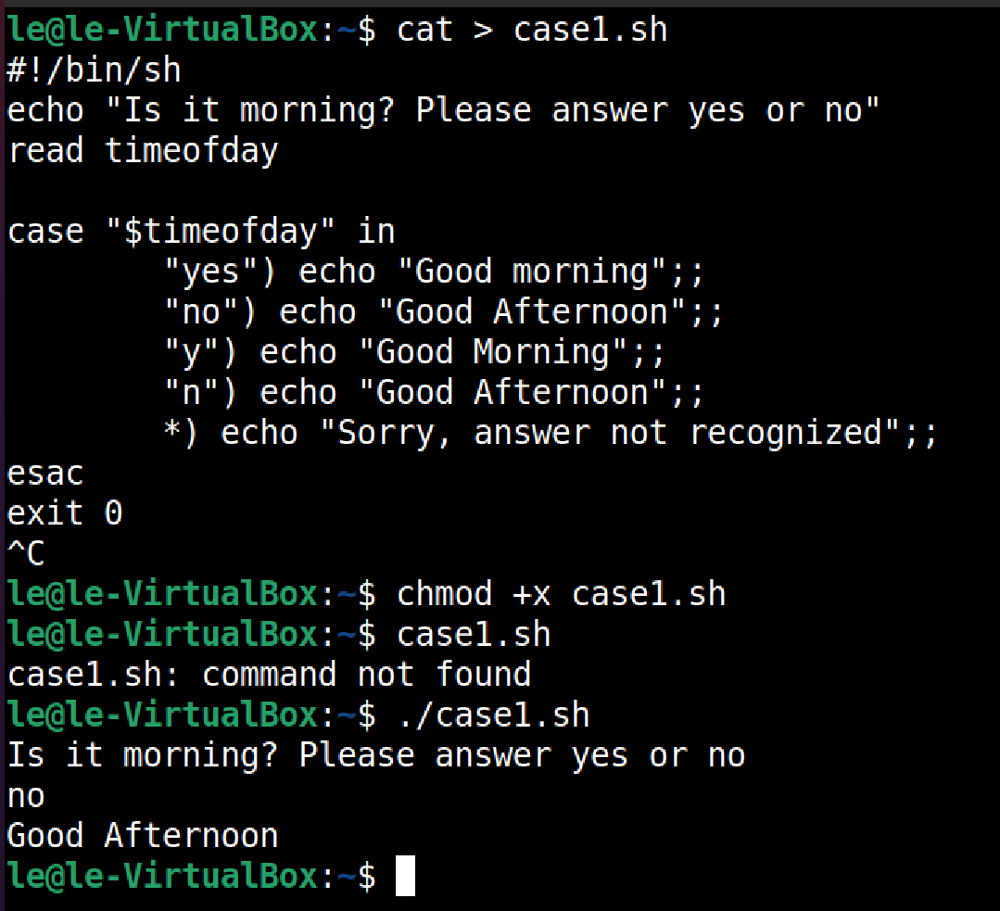 le@le-VirtualBox:~$ cat > case1.sh
#!/bin/sh
echo "Is it morning? Please answer yes or no"
read timeofday

case "$timeofday" in
        "yes") echo "Good morning";;
        "no") echo "Good Afternoon";;
        "y") echo "Good Morning";;
        "n") echo "Good Afternoon";;
        *) echo "Sorry, answer not recognized";;
esac
exit 0
^C
le@le-VirtualBox:~$ chmod +x case1.sh
le@le-VirtualBox:~$ case1.sh
case1.sh: command not found
le@le-VirtualBox:~$ ./case1.sh
Is it morning? Please answer yes or no
no
Good Afternoon
le@le-VirtualBox:~$